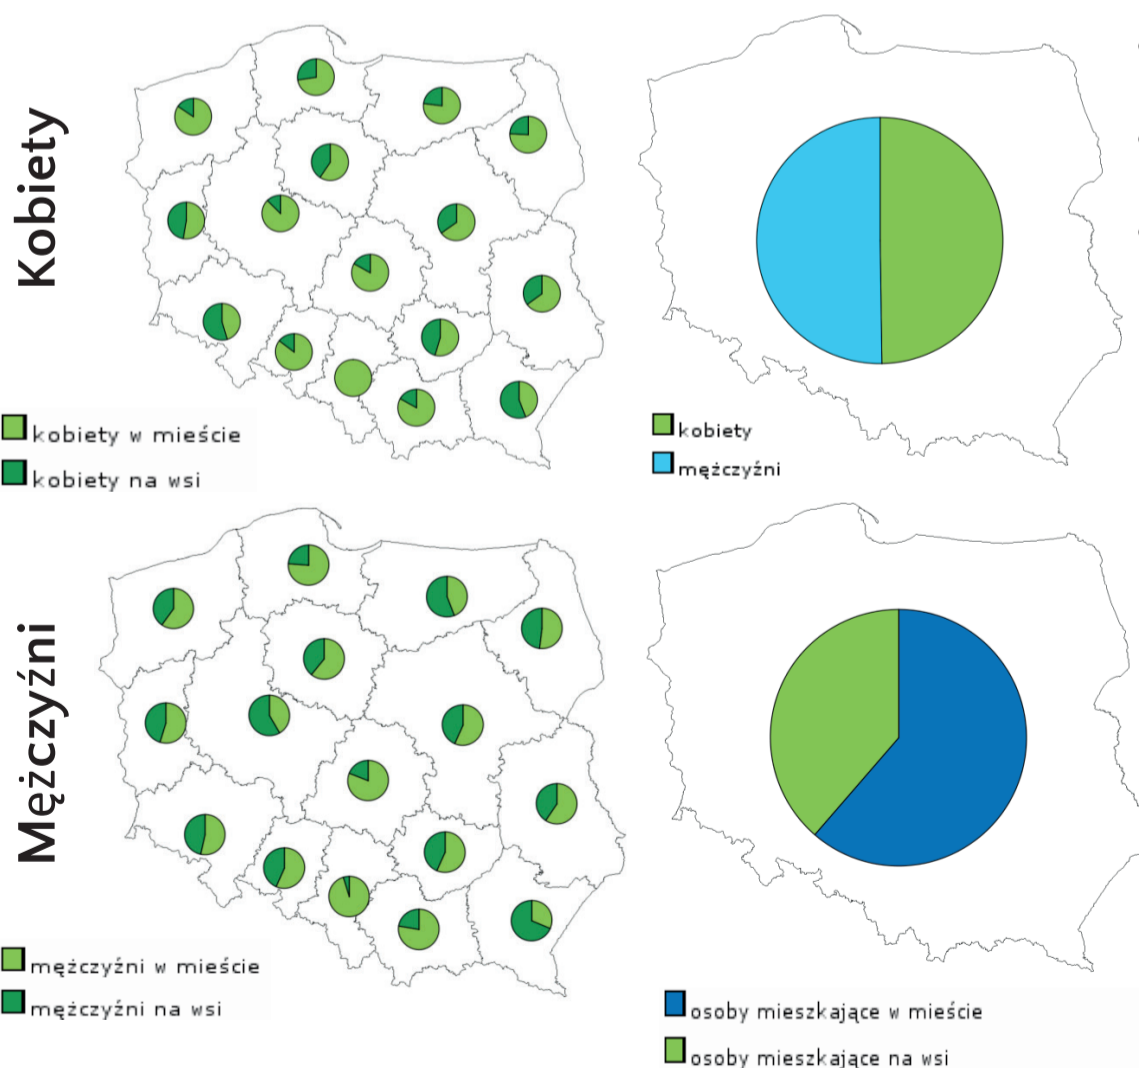 Kobiety
kobiety w mieście
kobiety na wsi
kobiety
mężczyźni
Mężczyźni
mężczyźni w mieście
mężczyźni na wsi
osoby mieszkające w mieście
osoby mieszkające na wsi